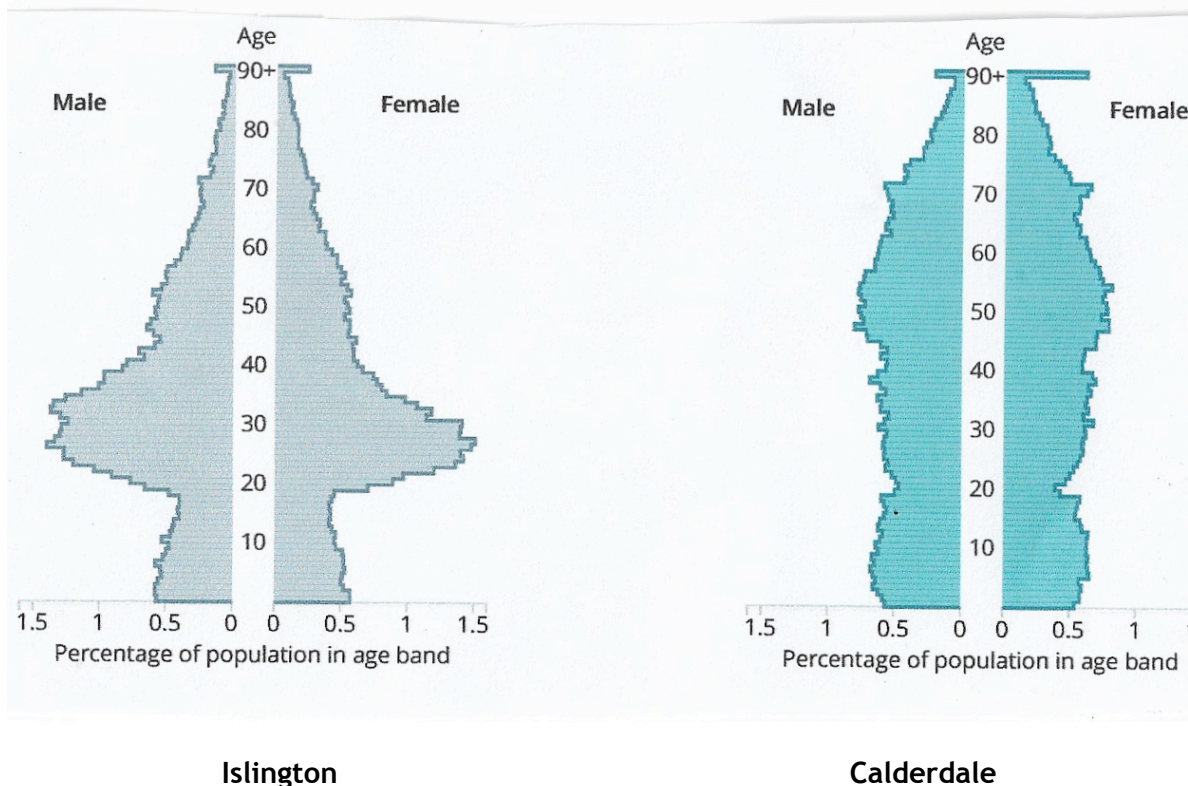 Age
90+
Male
Female
80
70
60
50
40
30
20
10
1.5 1 0.5 0 0 0.5 1 1.5
Percentage of population in age band
Islington
Age
90+
Male
Female
80
70
60
50
40
30
20
10
1.5 1 0.5 0 0 0.5 1
Percentage of population in age band
Calderdale